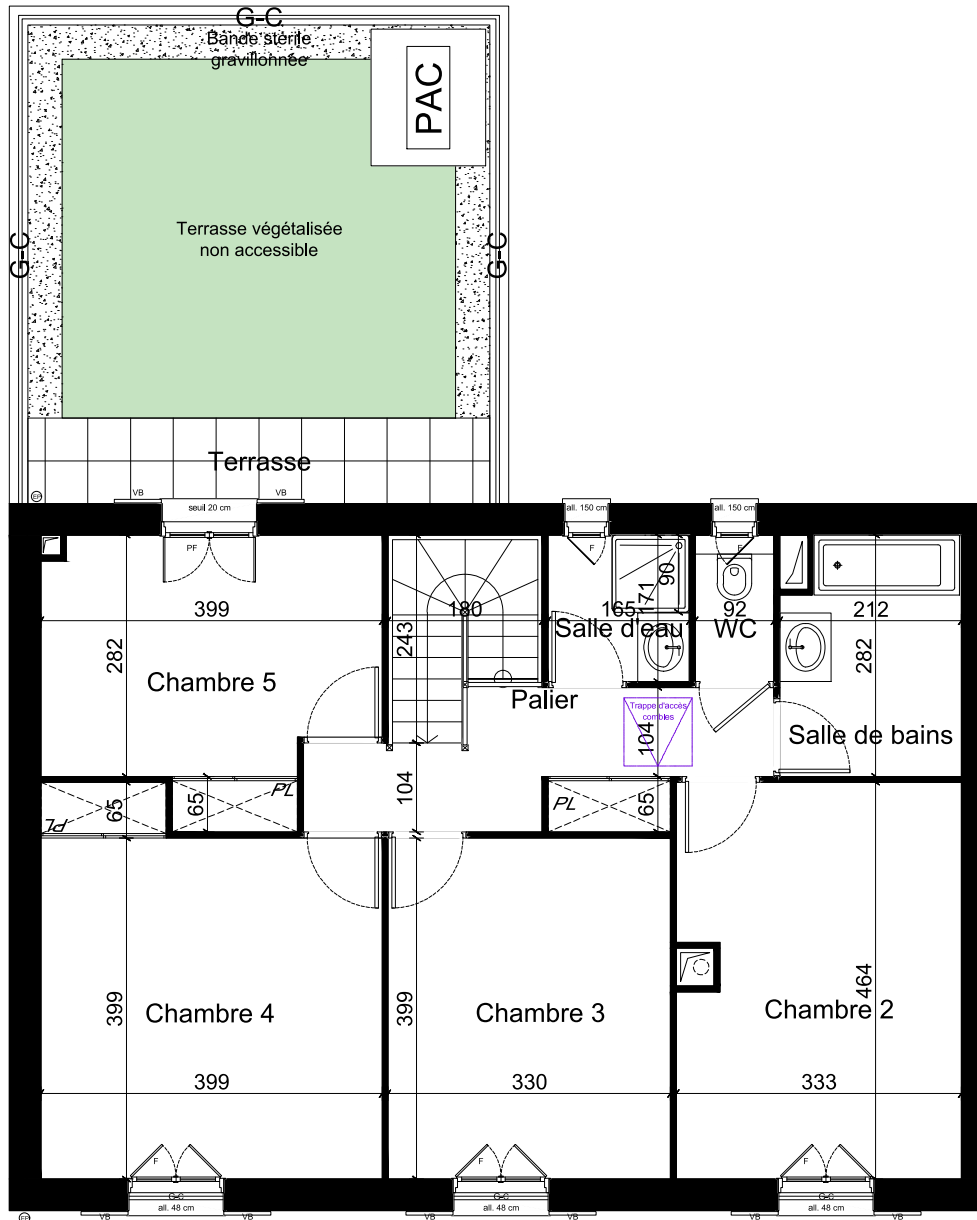 G-C
Bande stérile
gravillonnée
PAC
Terrasse végétalisée
non accessible
G-C
G-C
Terrasse
EP
VB
VB
seuil 20 cm
all. 150 cm
all. 150 cm
PF
F
F
399
180
165
171
90
92
212
282
243
282
Salle d'eau
WC
Chambre 5
Palier
Trappe d'accès
combles
104
Salle de bains
104
65
PL
65
PL
PL
65
399
399
464
Chambre 4
Chambre 3
Chambre 2
399
330
333
F
F
F
G-C
G-C
G-C
all. 48 cm
all. 48 cm
all. 48 cm
EP
VB
VB
VB
VB
VB
VB